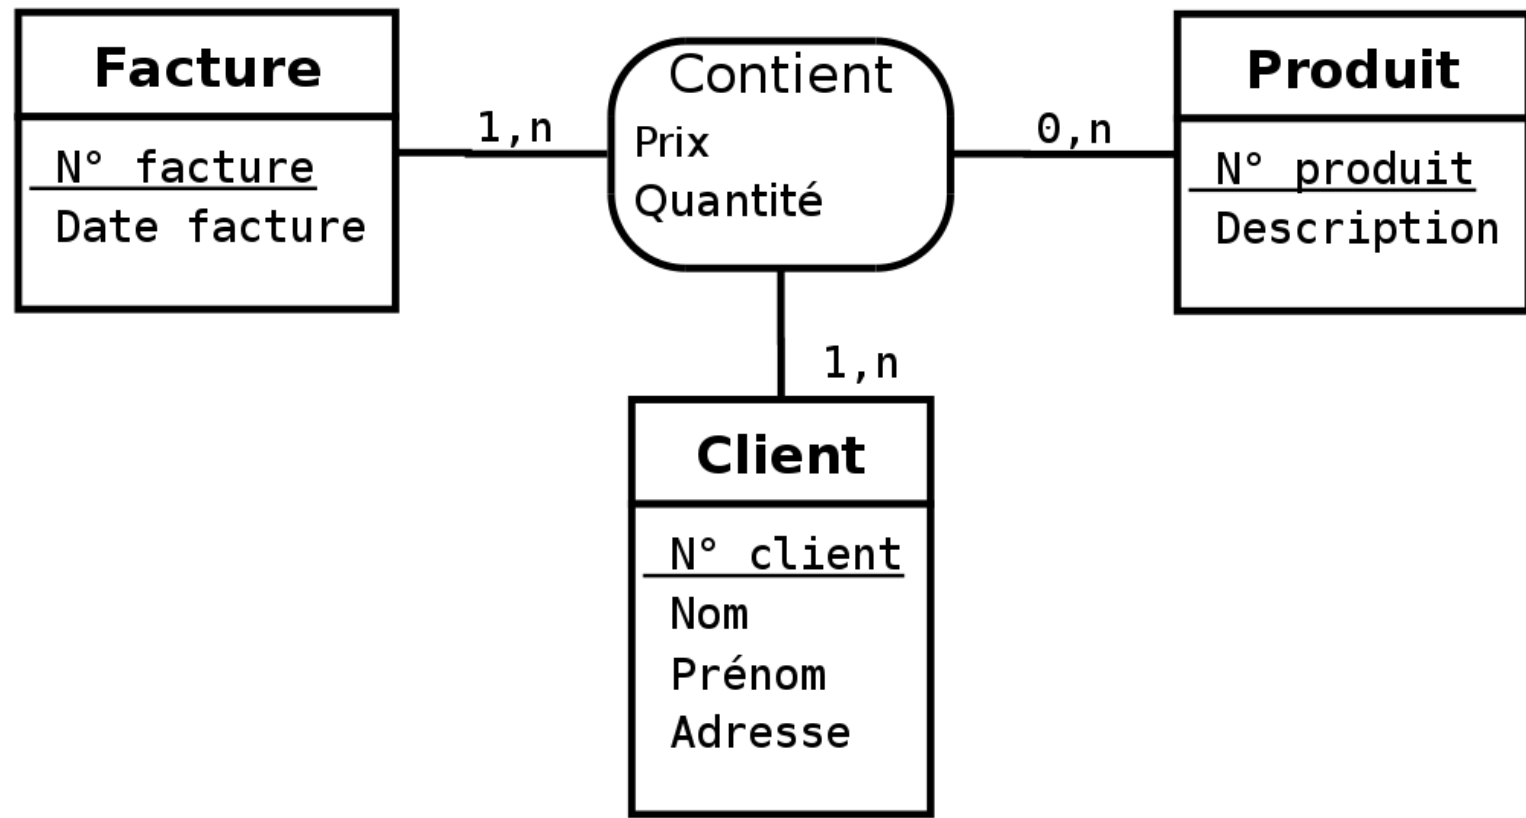 Facture
N° facture
Date facture
1,n
Contient
Prix
Quantité
0,n
Produit
N° produit
Description
1,n
Client
N° client
Nom
Prénom
Adresse